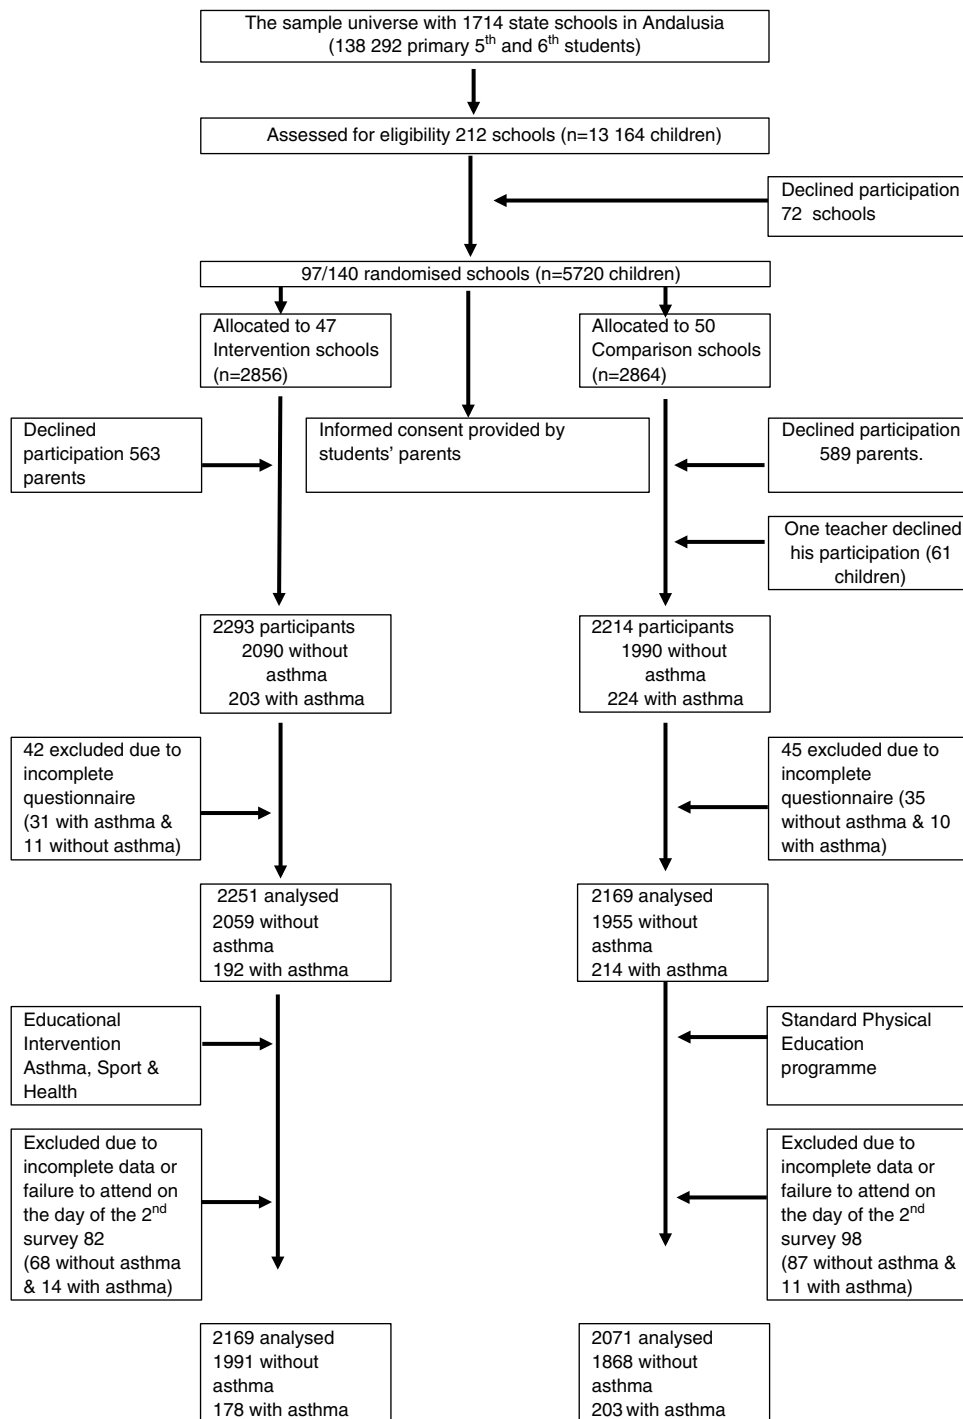 The sample universe with 1714 state schools in Andalusia
(138 292 primary 5th and 6th students)
Assessed for eligibility 212 schools (n=13 164 children)
Declined participation
72 schools
97/140 randomised schools (n=5720 children)
Allocated to 47
Intervention schools
(n=2856)
Allocated to 50
Comparison schools
(n=2864)
Declined
participation 563
parents
Informed consent provided by
students’ parents
Declined participation
589 parents.
One teacher declined
his participation (61
children)
2293 participants
2090 without
asthma
203 with asthma
2214 participants
1990 without
asthma
224 with asthma
42 excluded due to
incomplete
questionnaire
(31 with asthma &
11 without asthma)
45 excluded due to
incomplete
questionnaire (35
without asthma & 10
with asthma)
2251 analysed
2059 without
asthma
192 with asthma
2169 analysed
1955 without
asthma
214 with asthma
Educational
Intervention
Asthma, Sport &
Health
Standard Physical
Education
programme
Excluded due to
incomplete data or
failure to attend on
the day of the 2nd
survey 82
(68 without asthma
& 14 with asthma)
Excluded due to
incomplete data or
failure to attend on
the day of the 2nd
survey 98
(87 without asthma &
11 with asthma)
2169 analysed
1991 without
asthma
178 with asthma
2071 analysed
1868 without
asthma
203 with asthma